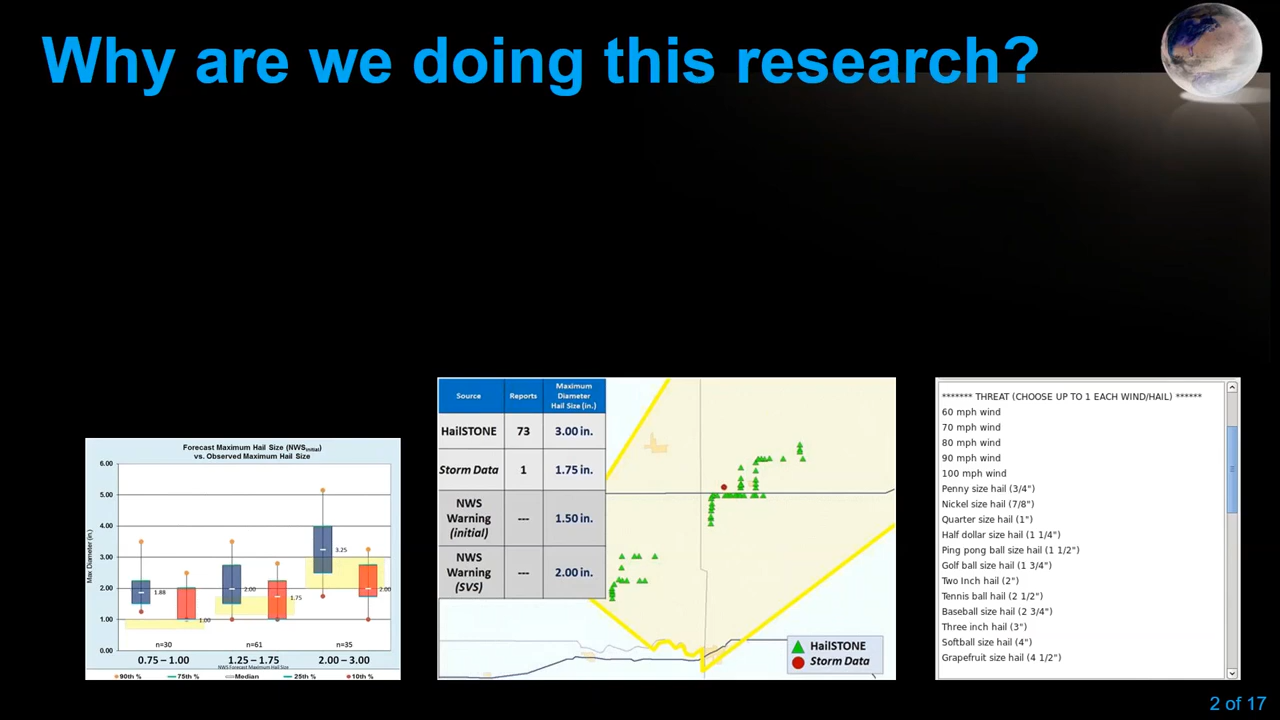 Why are we doing this research?
Forecast Maximum Hail Size (NWSinitial)
vs. Observed Maximum Hail Size
Max Diameter (in.)
6.00
5.00
4.00
3.00
2.00
1.00
0.00
1.88
1.00
2.00
1.75
3.25
2.00
n=30 n=61 n=35
0.75 – 1.00 1.25 – 1.75 2.00 – 3.00
NWS Forecast Maximum Hail Size
90th % 75th % Median 25th % 10th %
Source Reports Maximum Diameter Hail Size (in.)
HailSTONE 73 3.00 in.
Storm Data 1 1.75 in.
NWS Warning (initial) --- 1.50 in.
NWS Warning (SVS) --- 2.00 in.
HailSTONE
Storm Data
******* THREAT (CHOOSE UP TO 1 EACH WIND/HAIL) ******
60 mph wind
70 mph wind
80 mph wind
90 mph wind
100 mph wind
Penny size hail (3/4")
Nickel size hail (7/8")
Quarter size hail (1")
Half dollar size hail (1 1/4")
Ping pong ball size hail (1 1/2")
Golf ball size hail (1 3/4")
Two Inch hail (2")
Tennis ball hail (2 1/2")
Baseball size hail (2 3/4")
Three inch hail (3")
Softball size hail (4")
Grapefruit size hail (4 1/2")
2 of 17